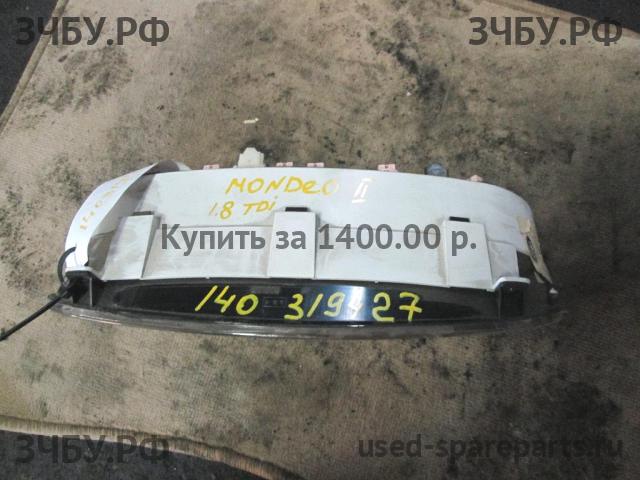 ЗЧБУ.РФ ЗЧБУ.РФ
MONDEO II
1.8 TDi
Купить за 1400.00 р.
140 319427
ЗЧБУ.РФ used-spareparts.ru